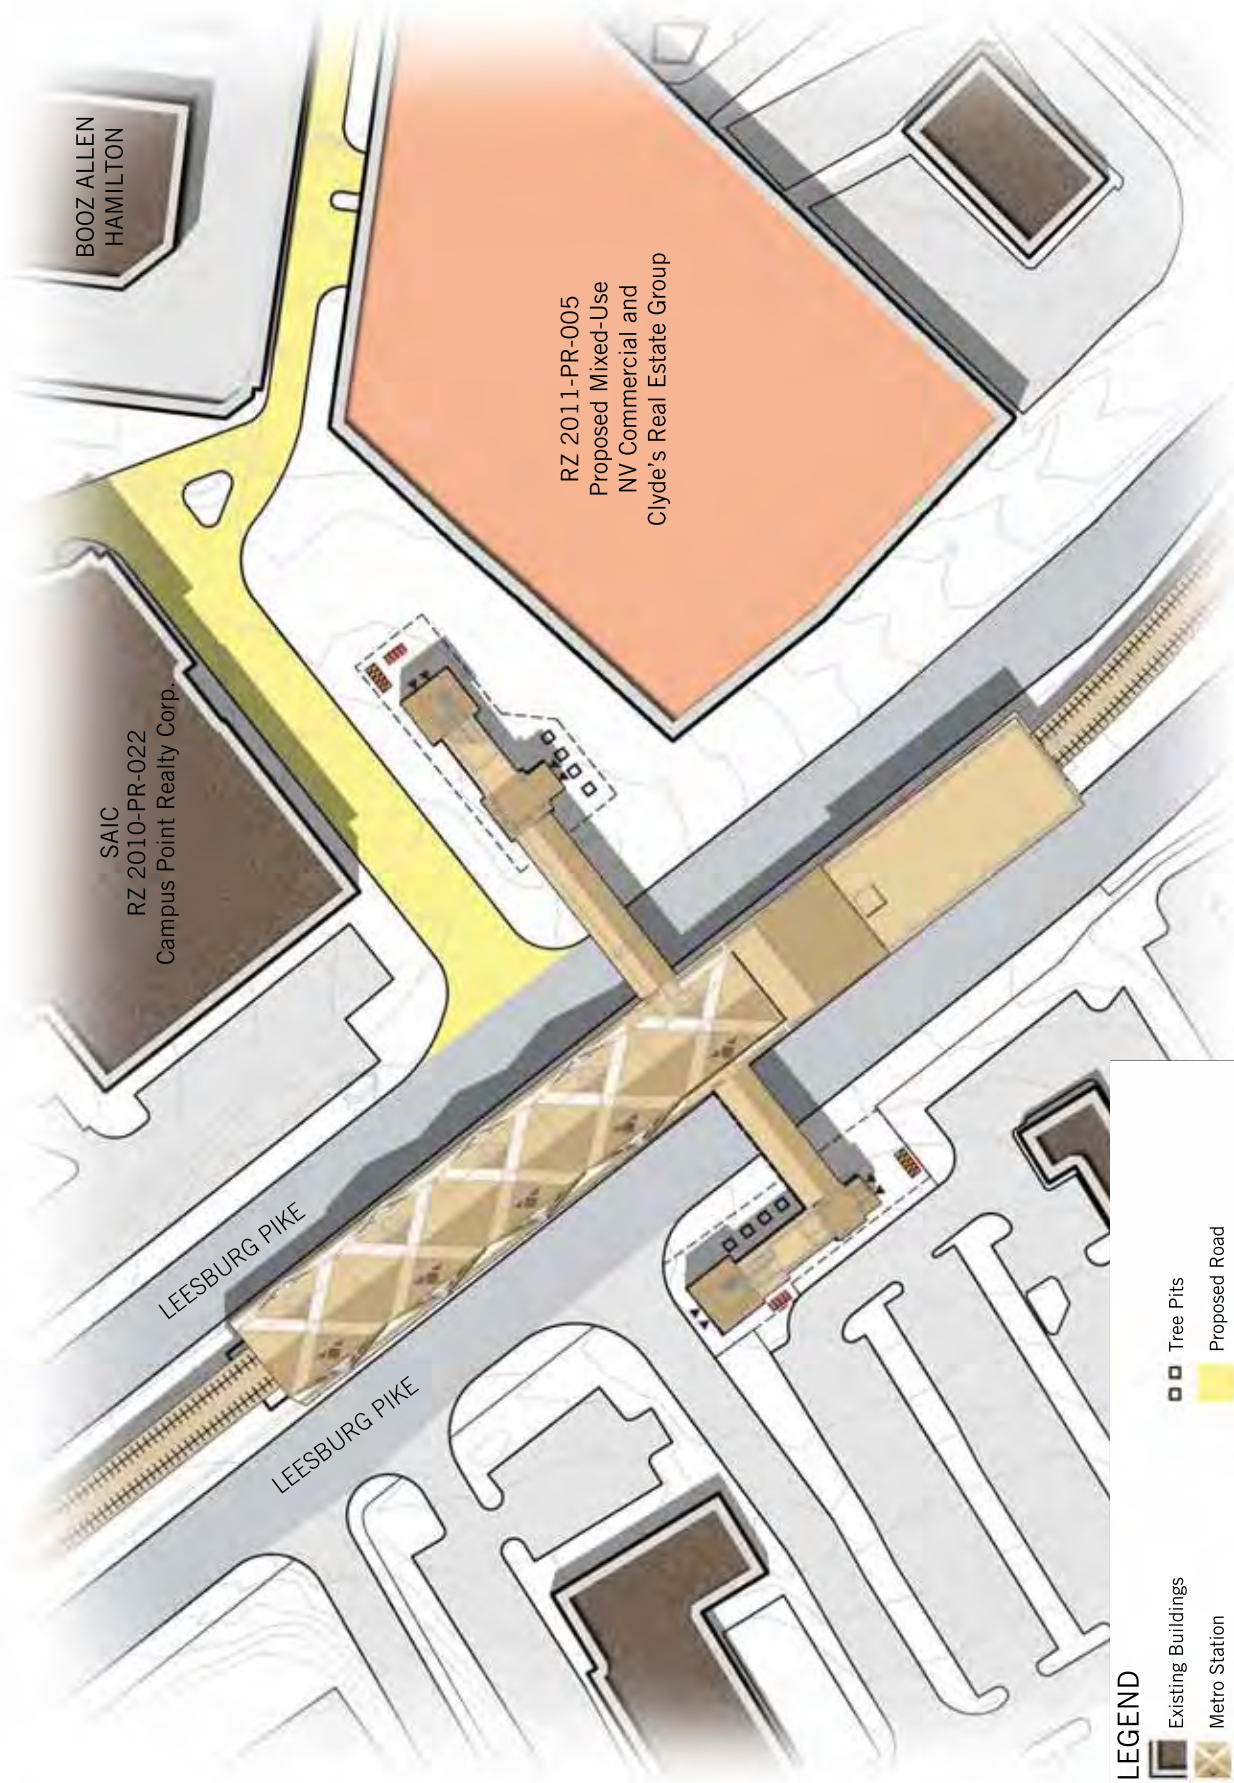 BOOZ ALLEN
HAMILTON
SAIC
RZ 2010-PR-022
Campus Point Realty Corp.
RZ 2011-PR-005
Proposed Mixed-Use
NV Commercial and
Clyde's Real Estate Group
LEESBURG PIKE
LEESBURG PIKE
LEGEND
Existing Buildings
Metro Station
Tree Pits
Proposed Road